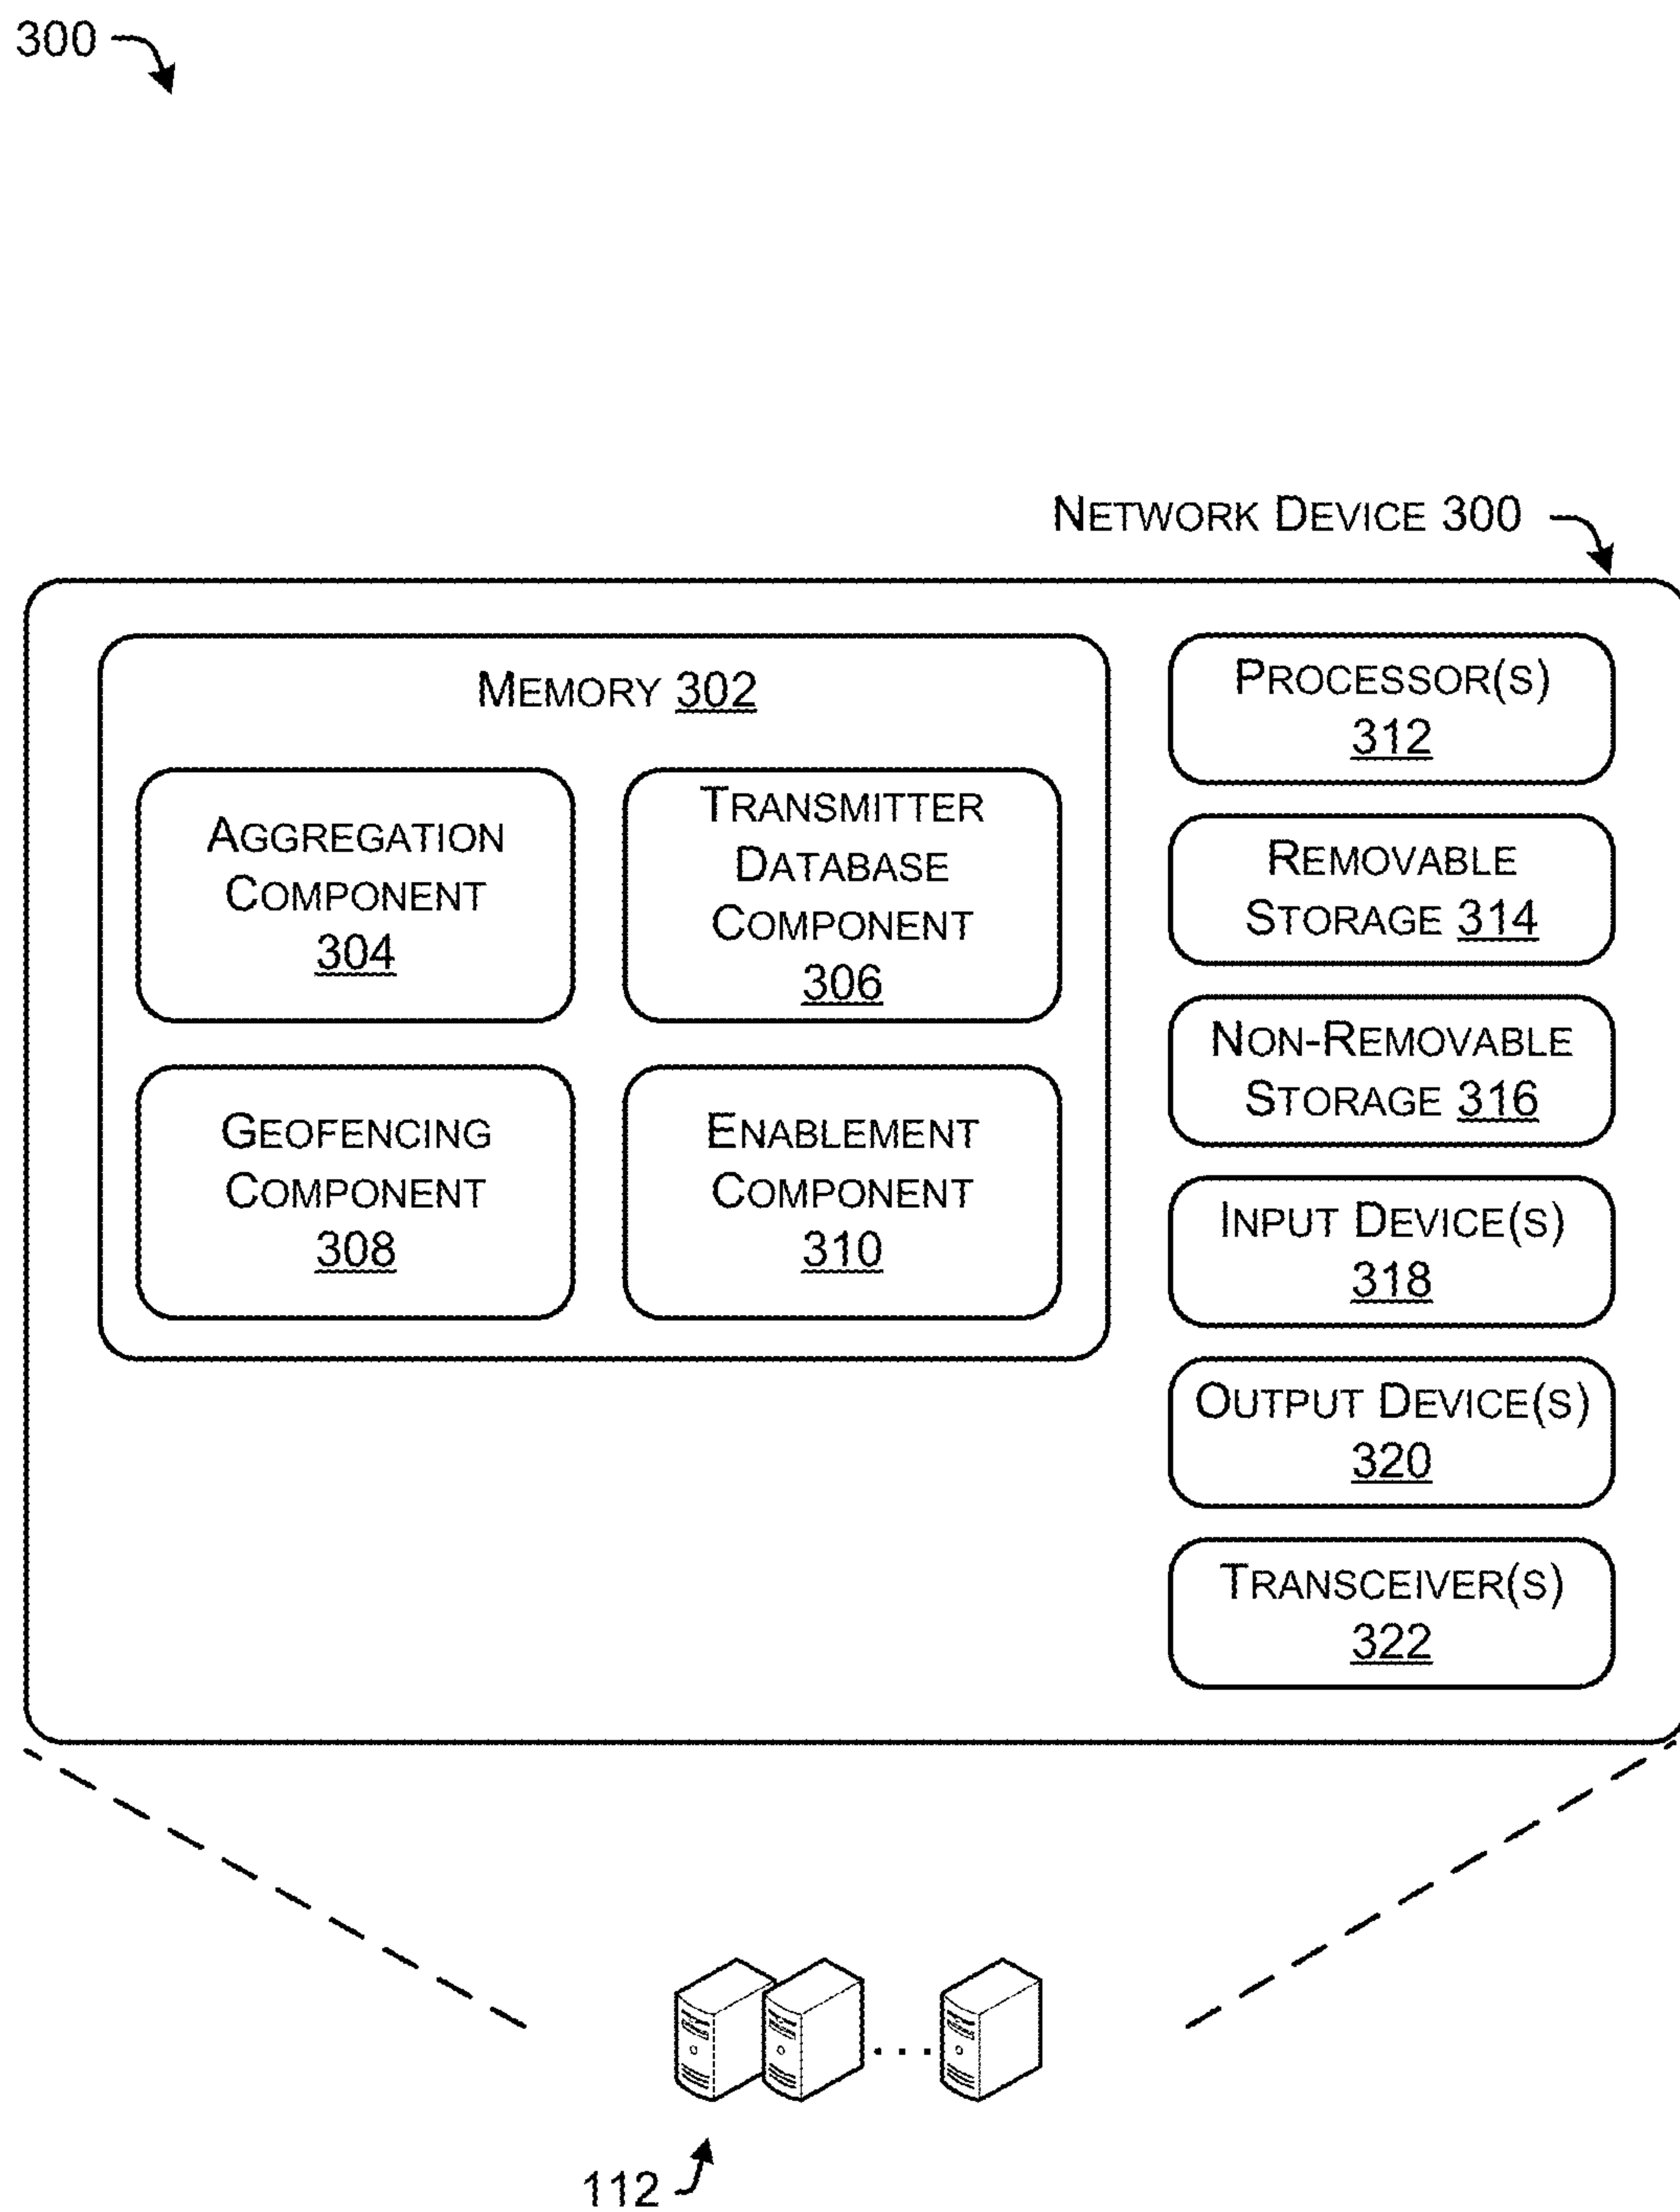 300
NETWORK DEVICE 300
MEMORY 302
AGGREGATION
COMPONENT
304
TRANSMITTER
DATABASE
COMPONENT
306
GEOFENCING
COMPONENT
308
ENABLEMENT
COMPONENT
310
PROCESSOR(S)
312
REMOVABLE
STORAGE 314
NON-REMOVABLE
STORAGE 316
INPUT DEVICE(S)
318
OUTPUT DEVICE(S)
320
TRANSCEIVER(S)
322
...
112